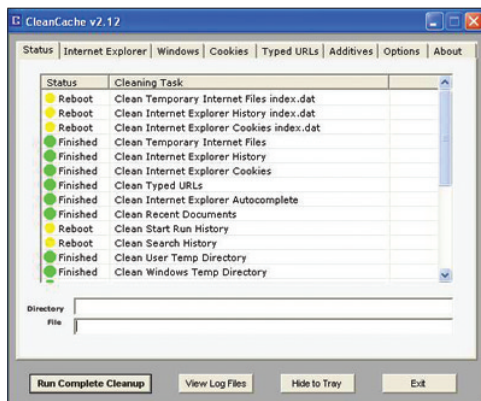 CleanCache v2.12
Status Internet Explorer Windows Cookies Typed URLs Additives Options About
Status Cleaning Task
Reboot Clean Temporary Internet Files index.dat
Reboot Clean Internet Explorer History index.dat
Reboot Clean Internet Explorer Cookies index.dat
Finished Clean Temporary Internet Files
Finished Clean Internet Explorer History
Finished Clean Internet Explorer Cookies
Finished Clean Typed URLs
Finished Clean Internet Explorer Autocomplete
Finished Clean Recent Documents
Reboot Clean Start Run History
Reboot Clean Search History
Finished Clean User Temp Directory
Finished Clean Windows Temp Directory
Directory
File
Run Complete Cleanup View Log Files Hide to Tray Exit